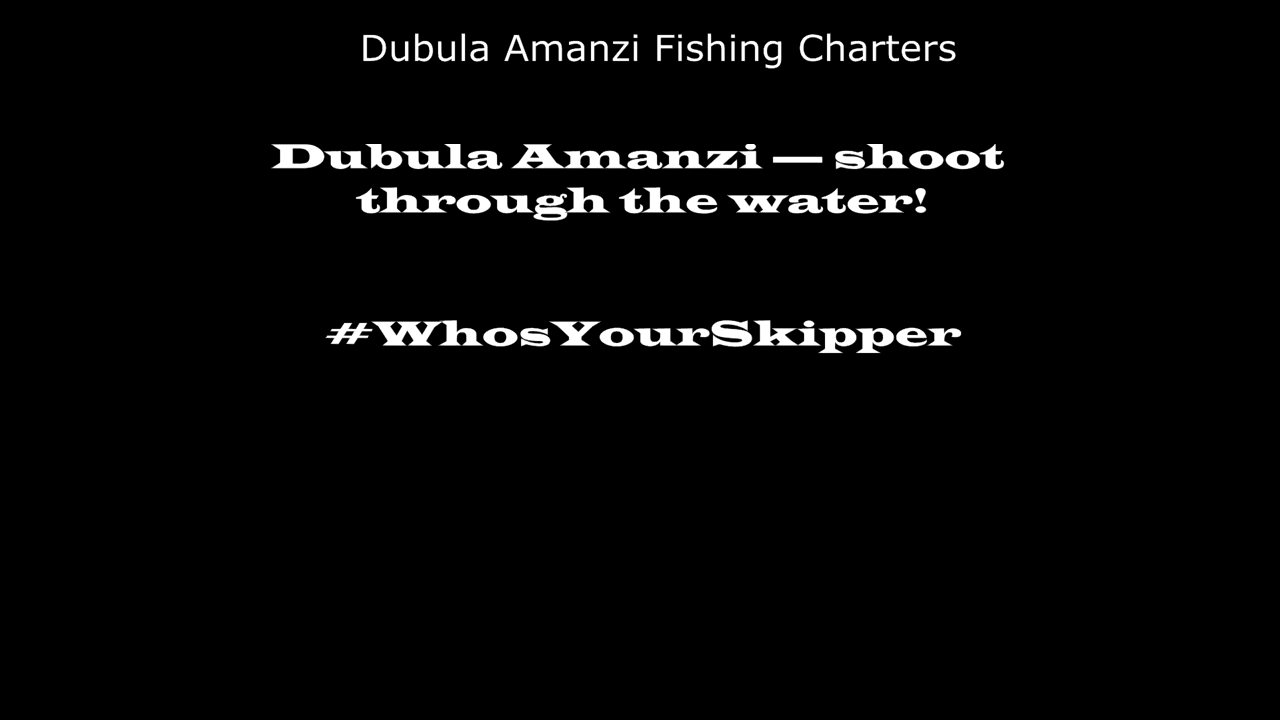 Dubula Amanzi Fishing Charters
Dubula Amanzi — shoot
through the water!
#WhosYourSkipper